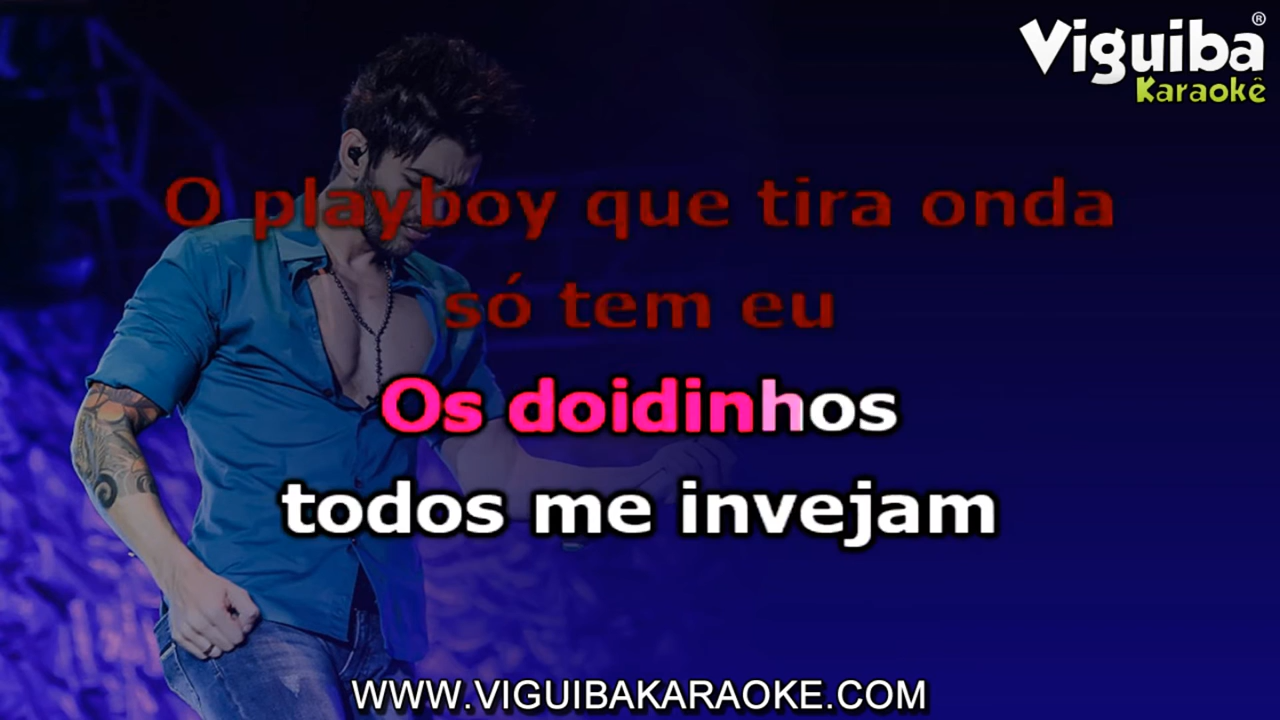 Viguiba®
Karaokê
O playboy que tira onda
só tem eu
Os doidinhos
todos me invejam
WWW.VIGUIBAKARAOKE.COM